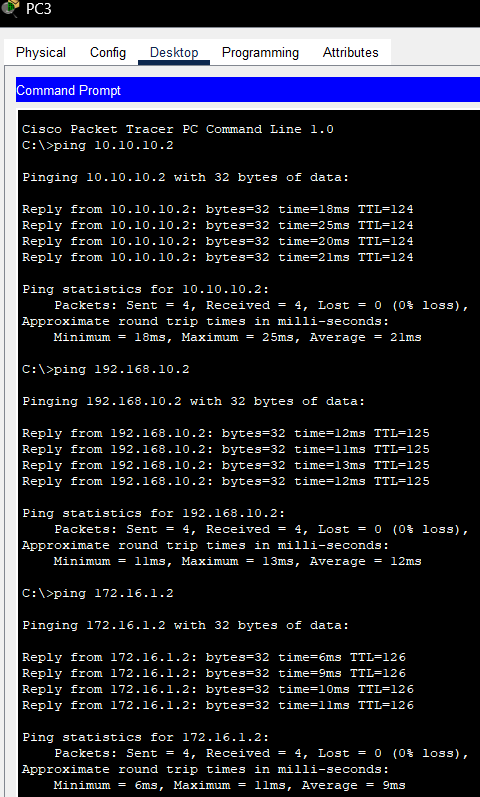 PC3
Physical Config Desktop Programming Attributes
Command Prompt
Cisco Packet Tracer PC Command Line 1.0
C:\>ping 10.10.10.2
Pinging 10.10.10.2 with 32 bytes of data:
Reply from 10.10.10.2: bytes=32 time=18ms TTL=124
Reply from 10.10.10.2: bytes=32 time=25ms TTL=124
Reply from 10.10.10.2: bytes=32 time=20ms TTL=124
Reply from 10.10.10.2: bytes=32 time=21ms TTL=124
Ping statistics for 10.10.10.2:
Packets: Sent = 4, Received = 4, Lost = 0 (0% loss),
Approximate round trip times in milli-seconds:
Minimum = 18ms, Maximum = 25ms, Average = 21ms
C:\>ping 192.168.10.2
Pinging 192.168.10.2 with 32 bytes of data:
Reply from 192.168.10.2: bytes=32 time=12ms TTL=125
Reply from 192.168.10.2: bytes=32 time=11ms TTL=125
Reply from 192.168.10.2: bytes=32 time=13ms TTL=125
Reply from 192.168.10.2: bytes=32 time=12ms TTL=125
Ping statistics for 192.168.10.2:
Packets: Sent = 4, Received = 4, Lost = 0 (0% loss),
Approximate round trip times in milli-seconds:
Minimum = 11ms, Maximum = 13ms, Average = 12ms
C:\>ping 172.16.1.2
Pinging 172.16.1.2 with 32 bytes of data:
Reply from 172.16.1.2: bytes=32 time=6ms TTL=126
Reply from 172.16.1.2: bytes=32 time=9ms TTL=126
Reply from 172.16.1.2: bytes=32 time=10ms TTL=126
Reply from 172.16.1.2: bytes=32 time=11ms TTL=126
Ping statistics for 172.16.1.2:
Packets: Sent = 4, Received = 4, Lost = 0 (0% loss),
Approximate round trip times in milli-seconds:
Minimum = 6ms, Maximum = 11ms, Average = 9ms